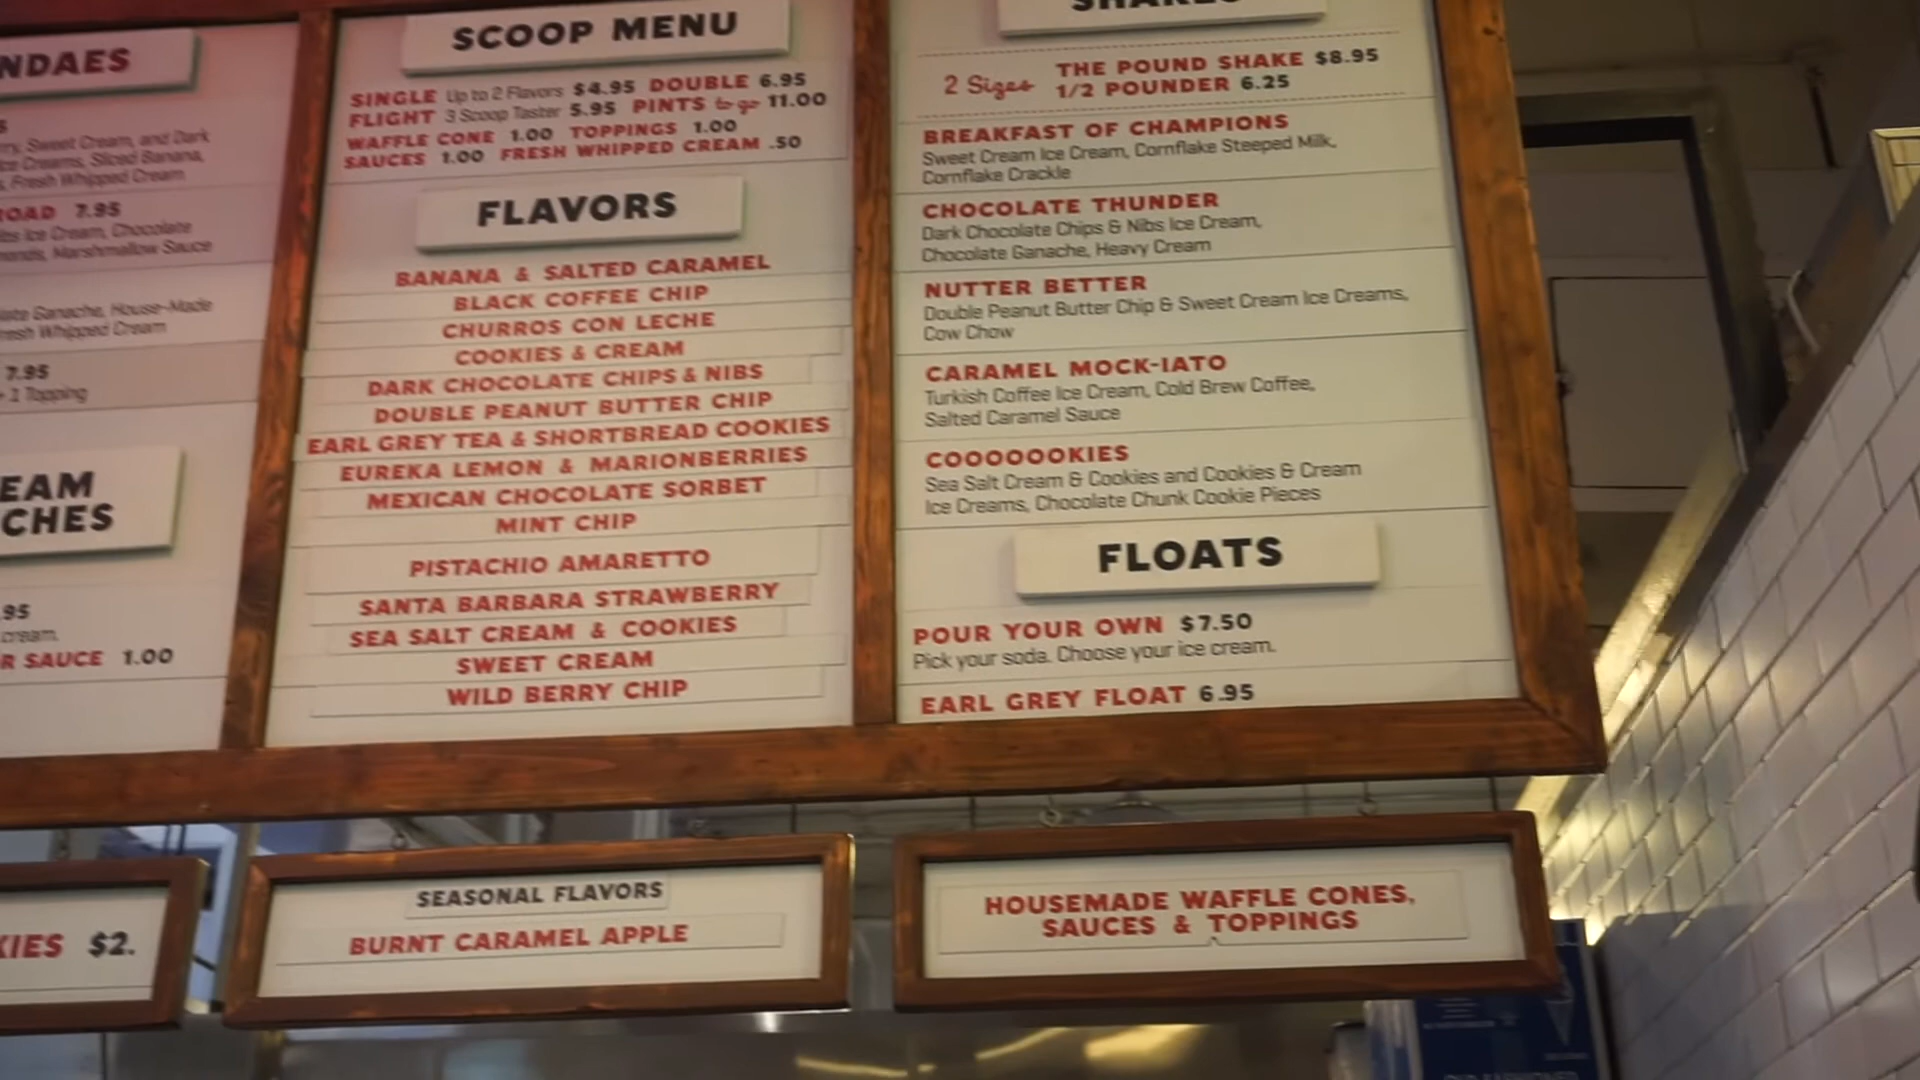 NDAES
Sweet Cream, and Dark
Ice Creams, Sliced Banana,
Fresh Whipped Cream
ROAD 7.95
Ice Cream, Chocolate
Marshmallow Sauce
Ganache, House-Made
Fresh Whipped Cream
7.95
1 Topping
EAM
CHES
.95
cream.
R SAUCE 1.00
KIES $2.
SCOOP MENU
SINGLE Up to 2 Flavors $4.95 DOUBLE 6.95
FLIGHT 3 Scoop Taster 5.95 PINTS to go 11.00
WAFFLE CONE 1.00 TOPPINGS 1.00
SAUCES 1.00 FRESH WHIPPED CREAM .50
FLAVORS
BANANA & SALTED CARAMEL
BLACK COFFEE CHIP
CHURROS CON LECHE
COOKIES & CREAM
DARK CHOCOLATE CHIPS & NIBS
DOUBLE PEANUT BUTTER CHIP
EARL GREY TEA & SHORTBREAD COOKIES
EUREKA LEMON & MARIONBERRIES
MEXICAN CHOCOLATE SORBET
MINT CHIP
PISTACHIO AMARETTO
SANTA BARBARA STRAWBERRY
SEA SALT CREAM & COOKIES
SWEET CREAM
WILD BERRY CHIP
SEASONAL FLAVORS
BURNT CARAMEL APPLE
SHAKES
2 Sizes THE POUND SHAKE $8.95
1/2 POUNDER 6.25
BREAKFAST OF CHAMPIONS
Sweet Cream Ice Cream, Cornflake Steeped Milk,
Cornflake Crackle
CHOCOLATE THUNDER
Dark Chocolate Chips & Nibs Ice Cream,
Chocolate Ganache, Heavy Cream
NUTTER BETTER
Double Peanut Butter Chip & Sweet Cream Ice Creams,
Cow Chow
CARAMEL MOCK-IATO
Turkish Coffee Ice Cream, Cold Brew Coffee,
Salted Caramel Sauce
COOOOOOKIES
Sea Salt Cream & Cookies and Cookies & Cream
Ice Creams, Chocolate Chunk Cookie Pieces
FLOATS
POUR YOUR OWN $7.50
Pick your soda. Choose your ice cream.
EARL GREY FLOAT 6.95
HOUSEMADE WAFFLE CONES,
SAUCES & TOPPINGS